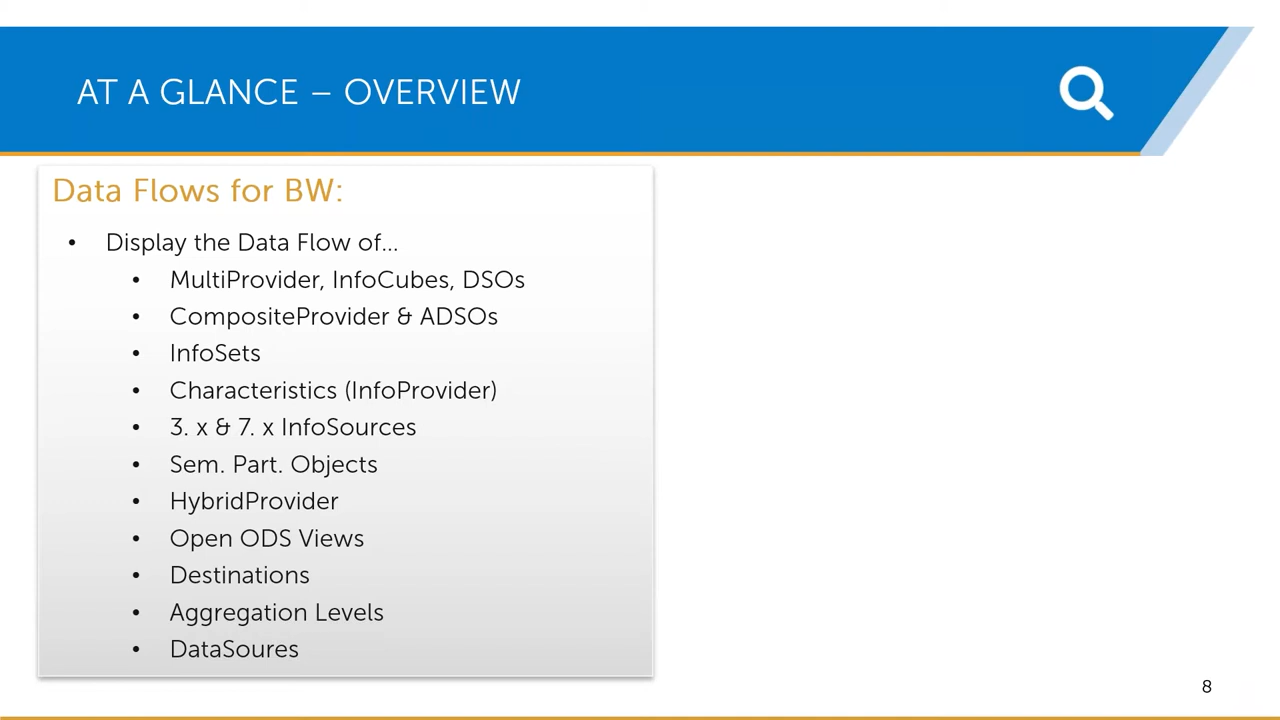 AT A GLANCE – OVERVIEW
Data Flows for BW:
• Display the Data Flow of...
• MultiProvider, InfoCubes, DSOs
• CompositeProvider & ADSOs
• InfoSets
• Characteristics (InfoProvider)
• 3. x & 7. x InfoSources
• Sem. Part. Objects
• HybridProvider
• Open ODS Views
• Destinations
• Aggregation Levels
• DataSoures
8